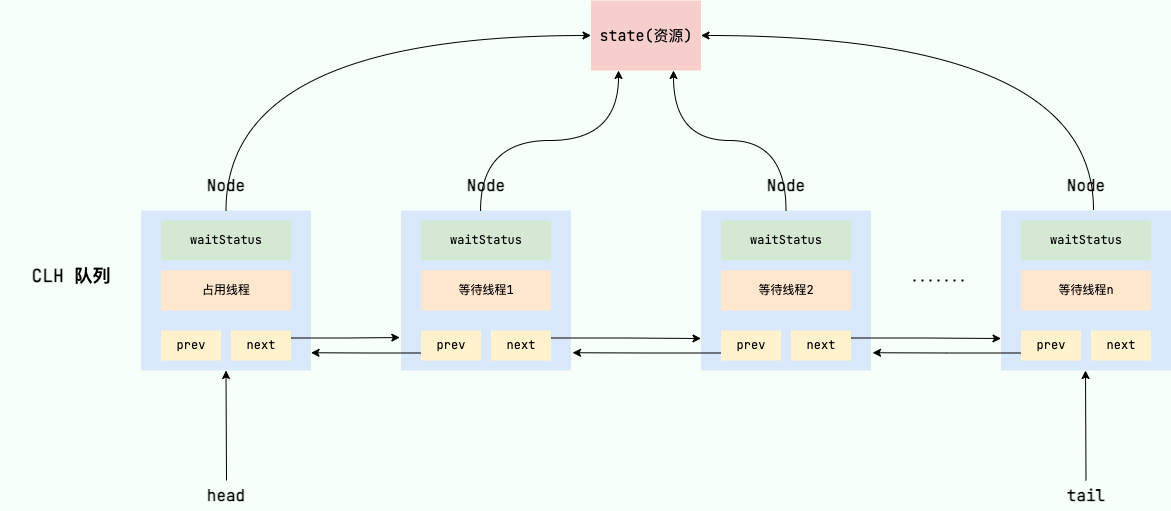 state(资源)
Node Node Node Node
waitStatus waitStatus waitStatus waitStatus
CLH 队列
占用线程 等待线程1 等待线程2 ....... 等待线程n
prev next prev next prev next prev next
head tail